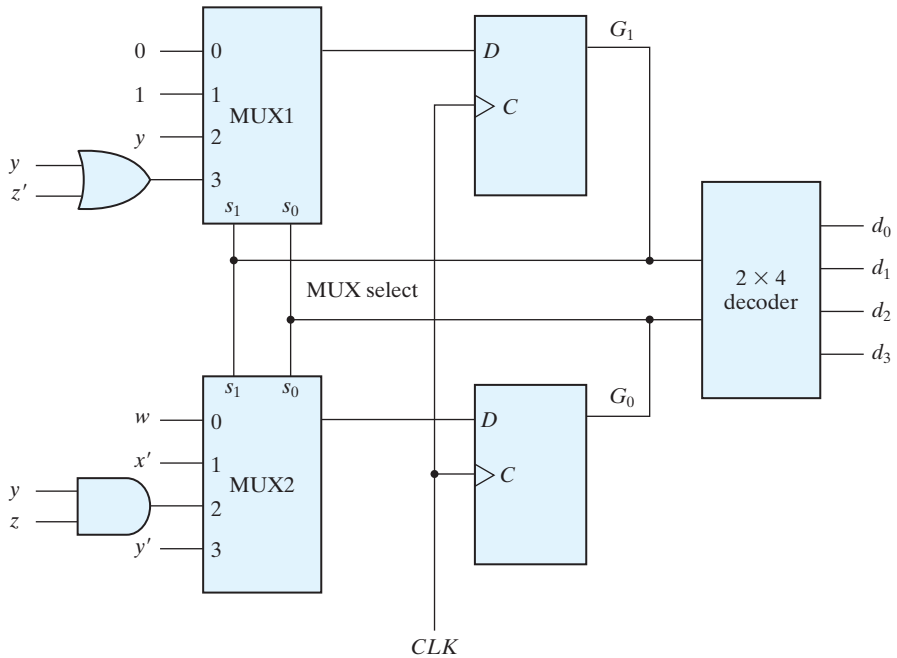 0
1
y
y
z′
0
1
2
3
MUX1
s₁ s₀
D
C
G₁
MUX select
2 × 4
decoder
d₀
d₁
d₂
d₃
s₁ s₀
w
x′
y
z
y′
0
1
2
3
MUX2
D
C
G₀
CLK